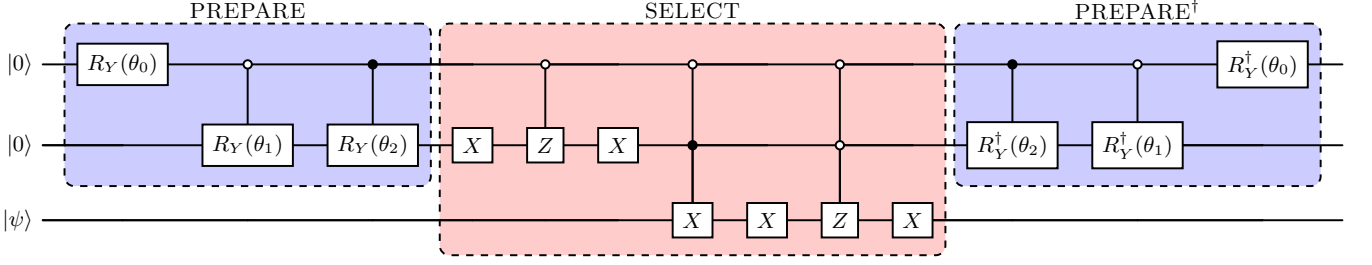 PREPARE SELECT PREPARE†
|0⟩ R_Y(θ_0) R_Y^†(θ_0)
|0⟩ R_Y(θ_1) R_Y(θ_2) X Z X R_Y^†(θ_2) R_Y^†(θ_1)
|ψ⟩ X X Z X